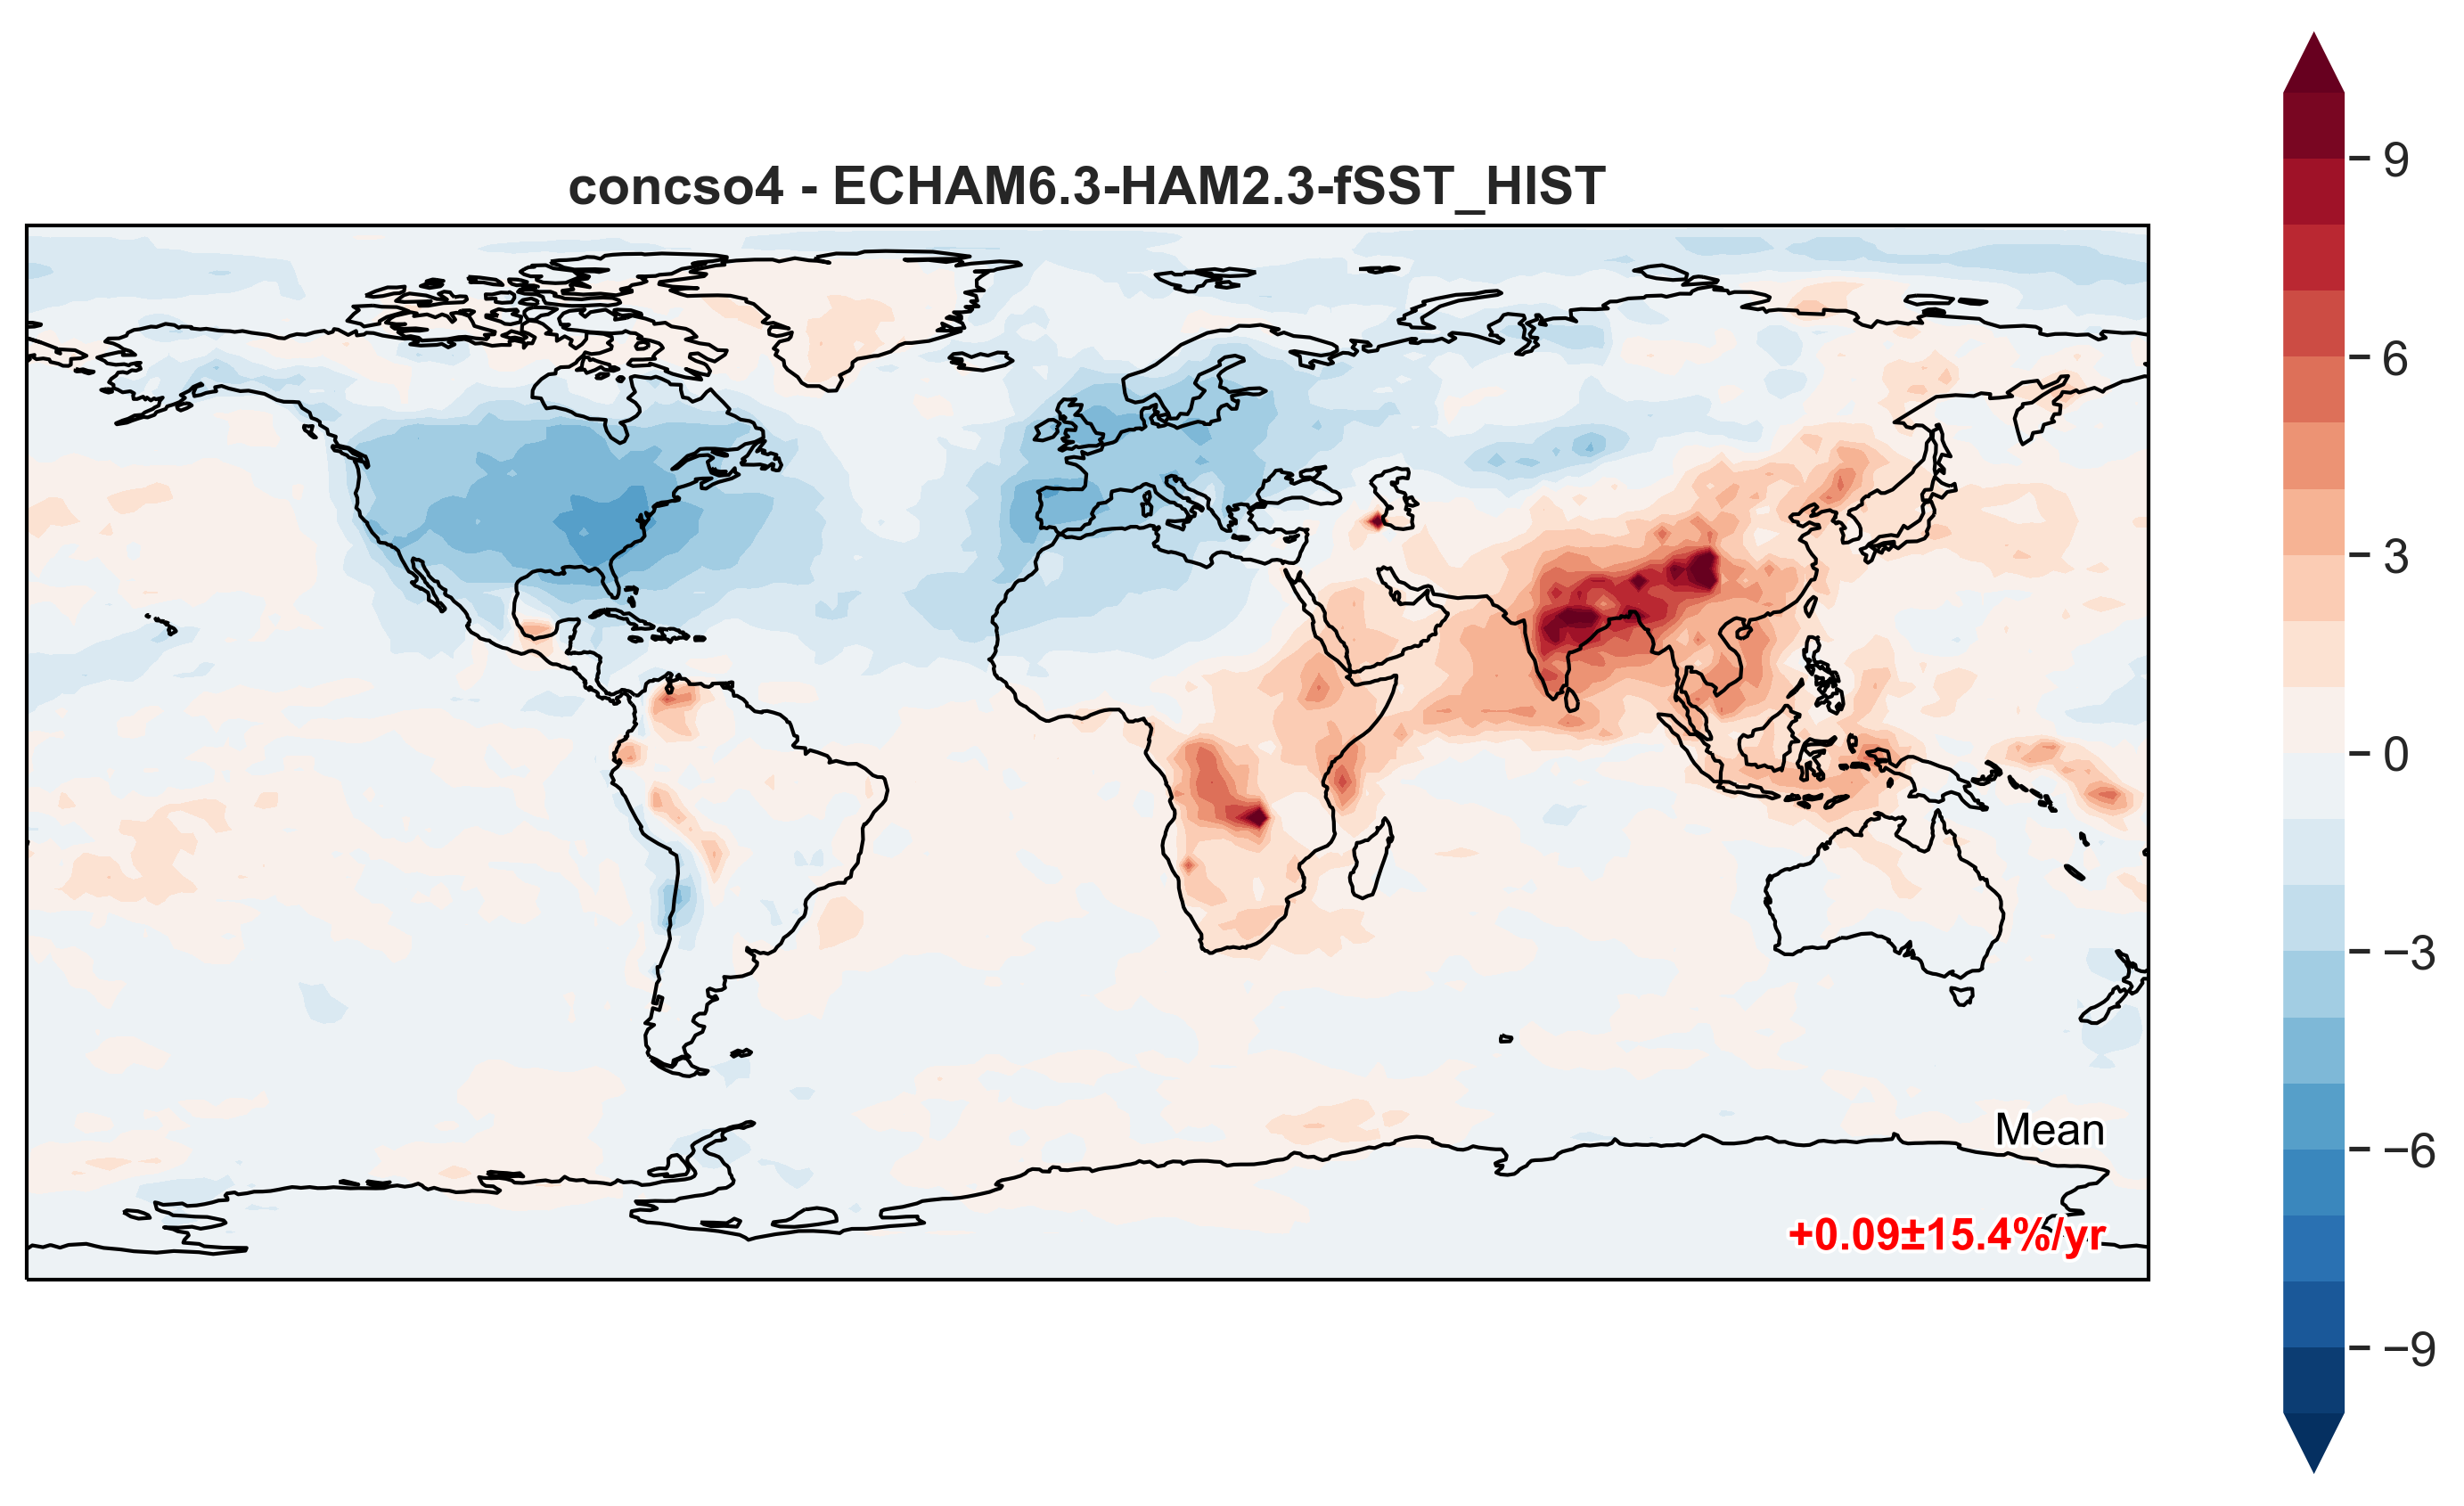 concso4 - ECHAM6.3-HAM2.3-fSST_HIST
9
6
3
0
−3
−6
−9
Mean
+0.09±15.4%/yr